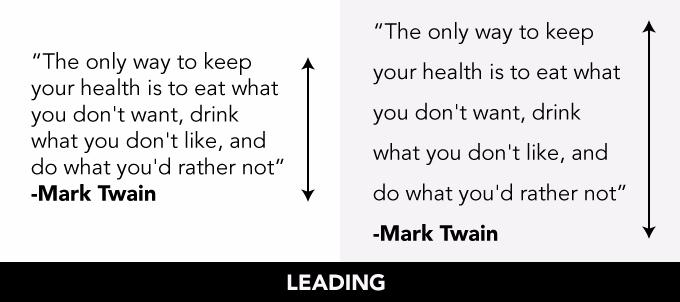 “The only way to keep
your health is to eat what
you don't want, drink
what you don't like, and
do what you'd rather not”
-Mark Twain
“The only way to keep
your health is to eat what
you don't want, drink
what you don't like, and
do what you'd rather not”
-Mark Twain
LEADING